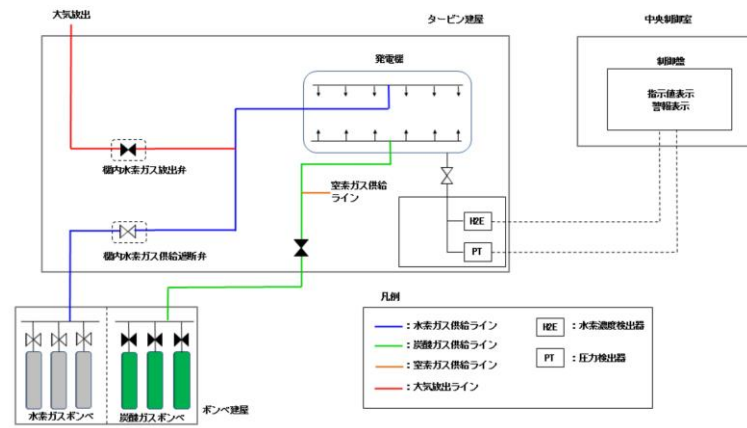 大気放出
タービン建屋
中央制御室
発電機
制御盤
指示値表示
警報表示
機内水素ガス放出弁
窒素ガス供給
ライン
機内水素ガス供給遮断弁
H2E
PT
凡例
：水素ガス供給ライン
：炭酸ガス供給ライン
：窒素ガス供給ライン
：大気放出ライン
H2E
：水素濃度検出器
PT
：圧力検出器
水素ガスボンベ
炭酸ガスボンベ
ボンベ建屋